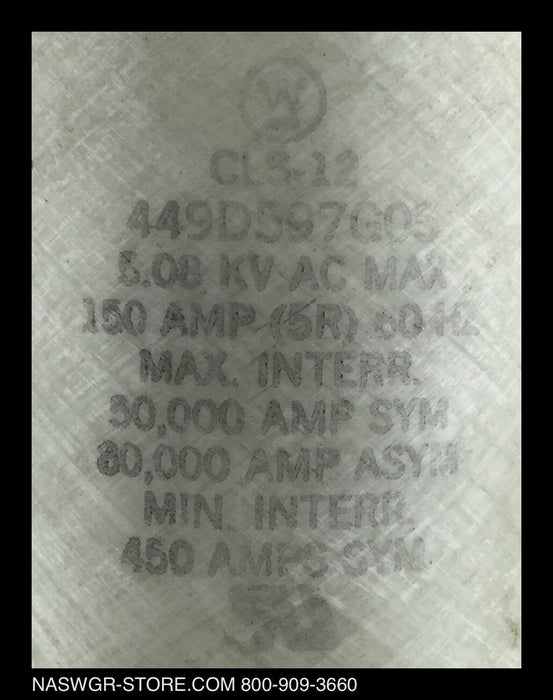 W
CLS-12
449D597G05
5.08 KV AC MAX
150 AMP (5R) 60 HZ
MAX. INTERR.
50,000 AMP SYM
80,000 AMP ASYM
MIN. INTERR.
450 AMPS SYM.
NASWGR-STORE.COM 800-909-3660